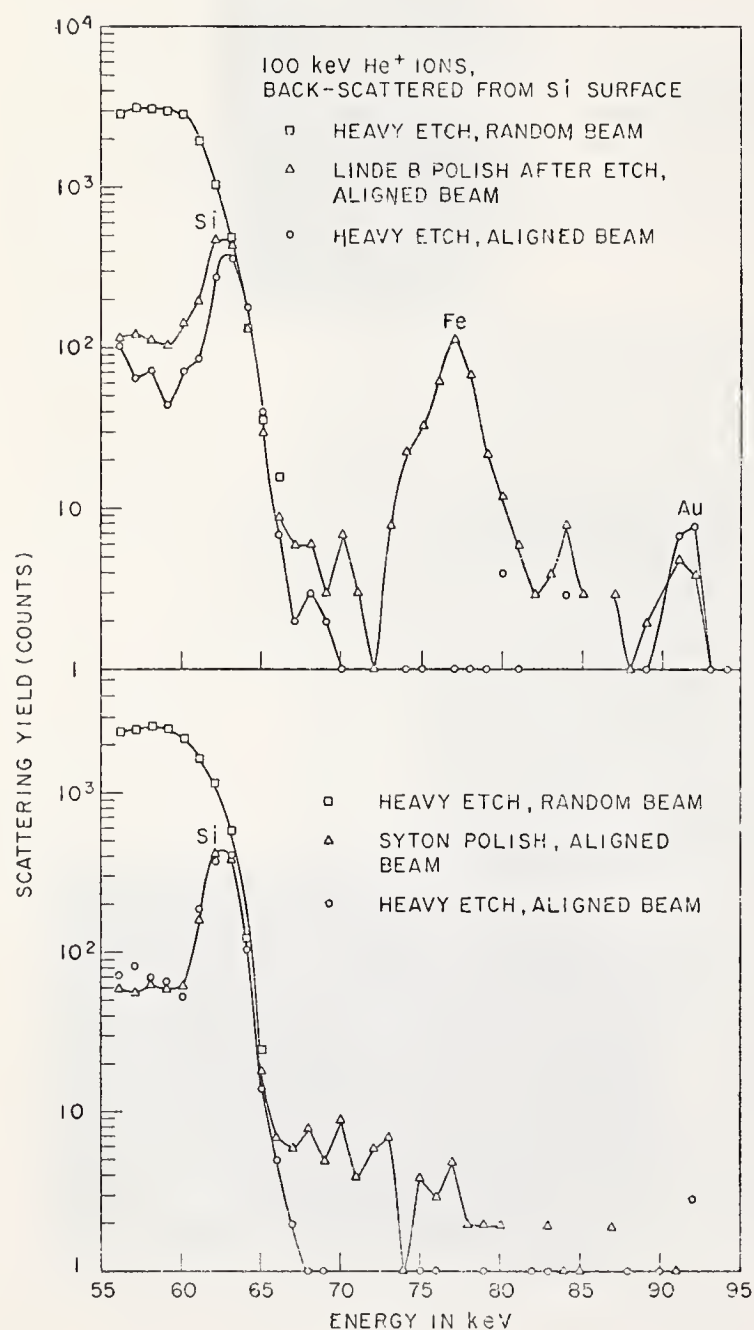 10⁴
100 keV He⁺ IONS,
BACK-SCATTERED FROM Si SURFACE
HEAVY ETCH, RANDOM BEAM
LINDE B POLISH AFTER ETCH,
ALIGNED BEAM
HEAVY ETCH, ALIGNED BEAM
10³
Si
10²
Fe
10
Au
1
SCATTERING YIELD (COUNTS)
10³
HEAVY ETCH, RANDOM BEAM
SYTON POLISH, ALIGNED
BEAM
HEAVY ETCH, ALIGNED BEAM
Si
10²
10
1
55 60 65 70 75 80 85 90 95
ENERGY IN keV